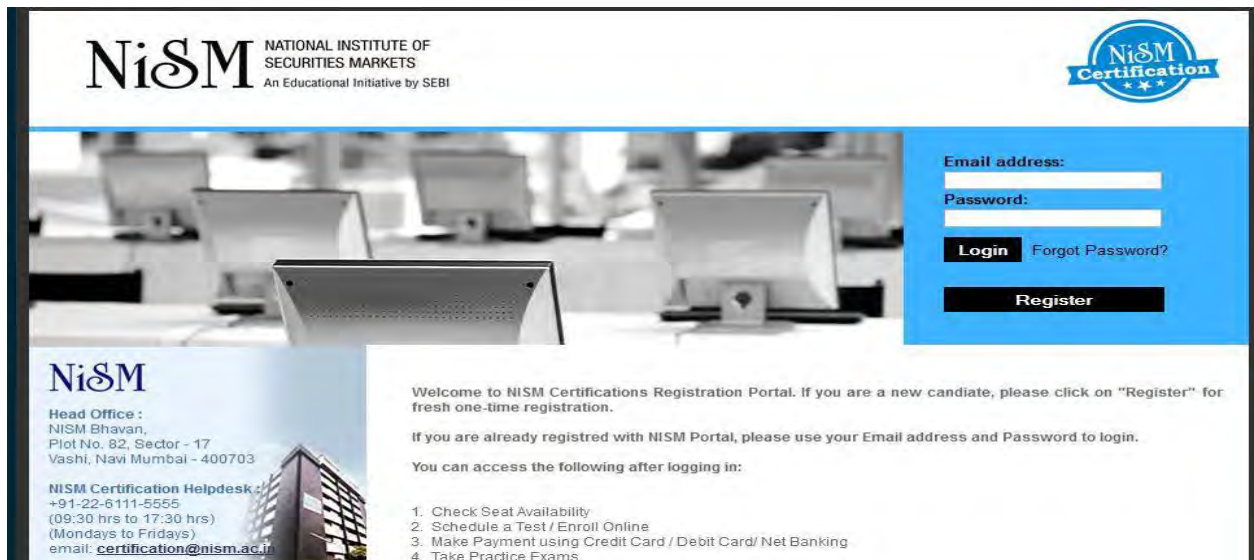 NiSM
NATIONAL INSTITUTE OF
SECURITIES MARKETS
An Educational Initiative by SEBI
NiSM
Certification
Email address:
Password:
Login Forgot Password?
Register
NiSM
Head Office :
NISM Bhavan,
Plot No. 82, Sector - 17
Vashi, Navi Mumbai - 400703
NISM Certification Helpdesk :
+91-22-6111-5555
(09:30 hrs to 17:30 hrs)
(Mondays to Fridays)
email: certification@nism.ac.in
Welcome to NISM Certifications Registration Portal. If you are a new candiate, please click on "Register" for
fresh one-time registration.
If you are already registred with NISM Portal, please use your Email address and Password to login.
You can access the following after logging in:
1. Check Seat Availability
2. Schedule a Test / Enroll Online
3. Make Payment using Credit Card / Debit Card/ Net Banking
4. Take Practice Exams